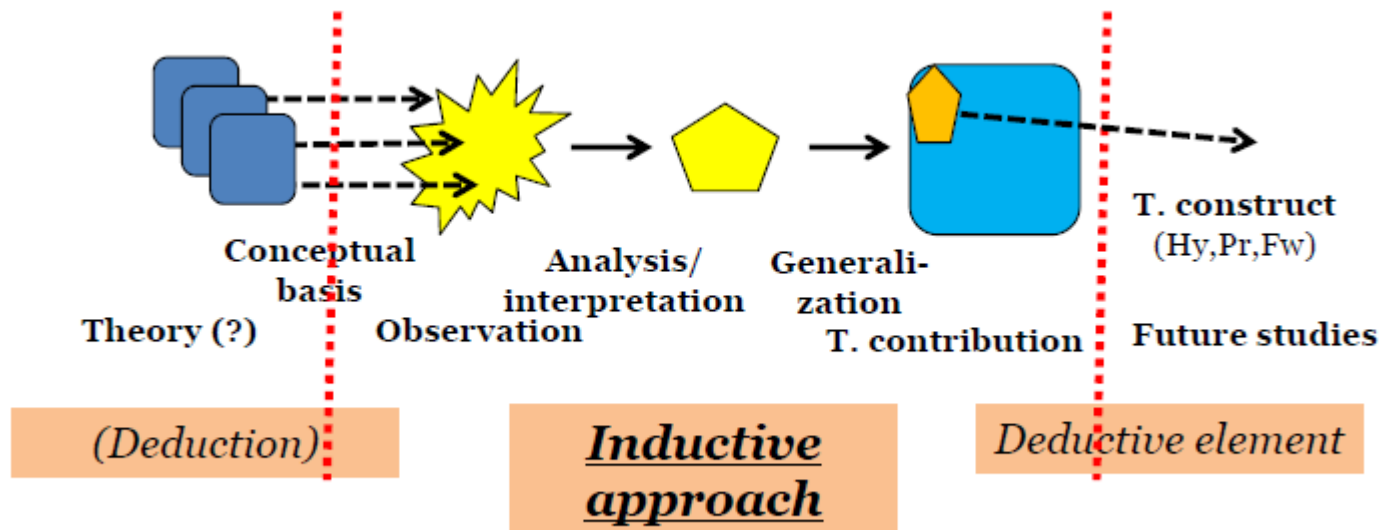 Conceptual
basis
Theory (?)
Observation
Analysis/
interpretation
Generali-
zation
T. contribution
T. construct
(Hy,Pr,Fw)
Future studies
(Deduction)
Inductive
approach
Deductive element